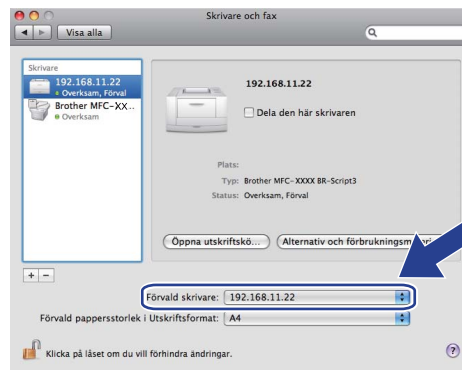 Skrivare och fax
Visa alla
Skrivare
192.168.11.22
Overksam, Förval
Brother MFC-XX...
Overksam
192.168.11.22
Dela den här skrivaren
Plats:
Typ: Brother MFC-XXXX BR-Script3
Status: Overksam, Förval
Öppna utskriftskö...
Alternativ och
+ −
Förvald skrivare: 192.168.11.22
Förvald pappersstorlek i Utskriftsformat: A4
Klicka på låset om du vill förhindra ändringar.
?